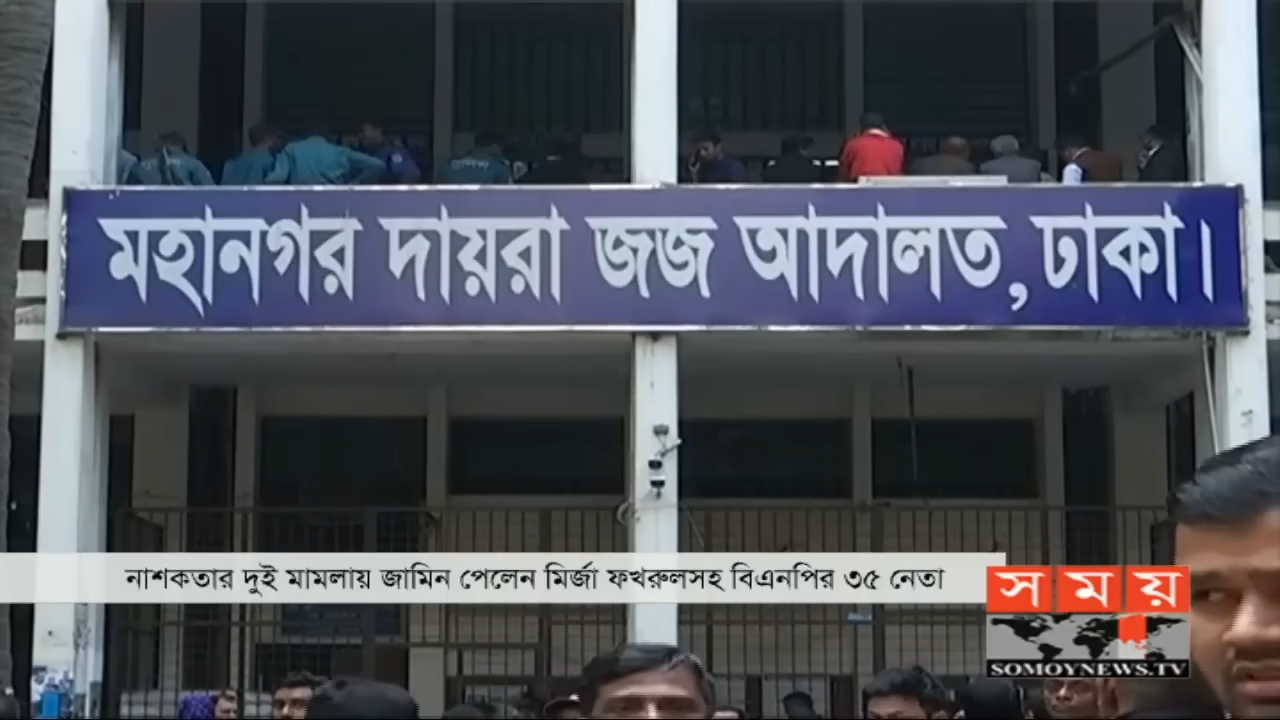 মহানগর দায়রা জজ আদালত, ঢাকা।
নাশকতার দুই মামলায় জামিন পেলেন মির্জা ফখরুলসহ বিএনপির ৩৫ নেতা
সময়
SOMOYNEWS.TV